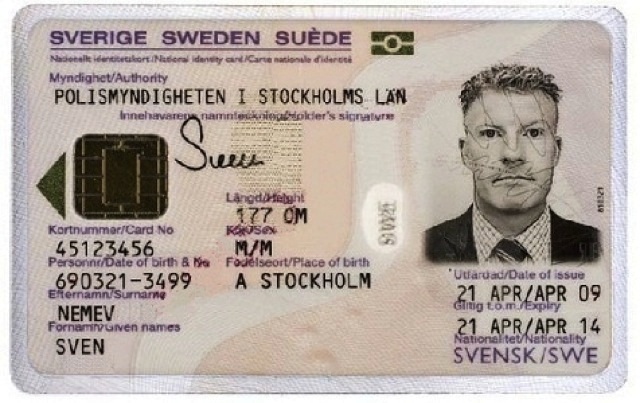 SVERIGE SWEDEN SUÈDE
Nationellt identitetskort/National identity card/Carte nationale d'identité
Myndighet/Authority
POLISMYNDIGHETEN I STOCKHOLMS LÄN
Innehavarens namnteckning/Holder's signature
Sven
Längd/Height
177 CM
Kortnummer/Card No
Kön/Sex
45123456
M/M
Personnr/Date of birth & No
Födelseort/Place of birth
690321-3499
A STOCKHOLM
Efternamn/Surname
NEMEV
Förnamn/Given names
SVEN
Utfärdad/Date of issue
21 APR/APR 09
Giltig t.o.m./Expiry
21 APR/APR 14
Nationalitet/Nationality
SVENSK/SWE